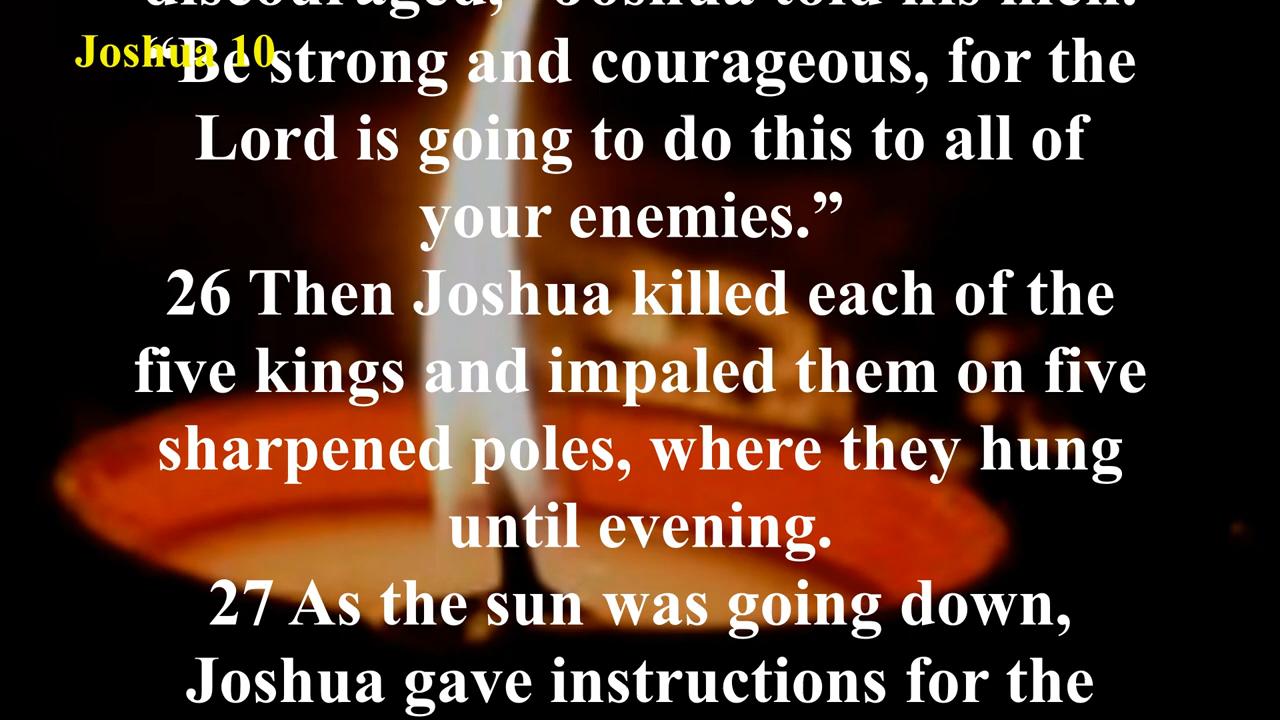 discouraged,” Joshua told his men.
Joshua 10
“Be strong and courageous, for the
Lord is going to do this to all of
your enemies.”
26 Then Joshua killed each of the
five kings and impaled them on five
sharpened poles, where they hung
until evening.
27 As the sun was going down,
Joshua gave instructions for the